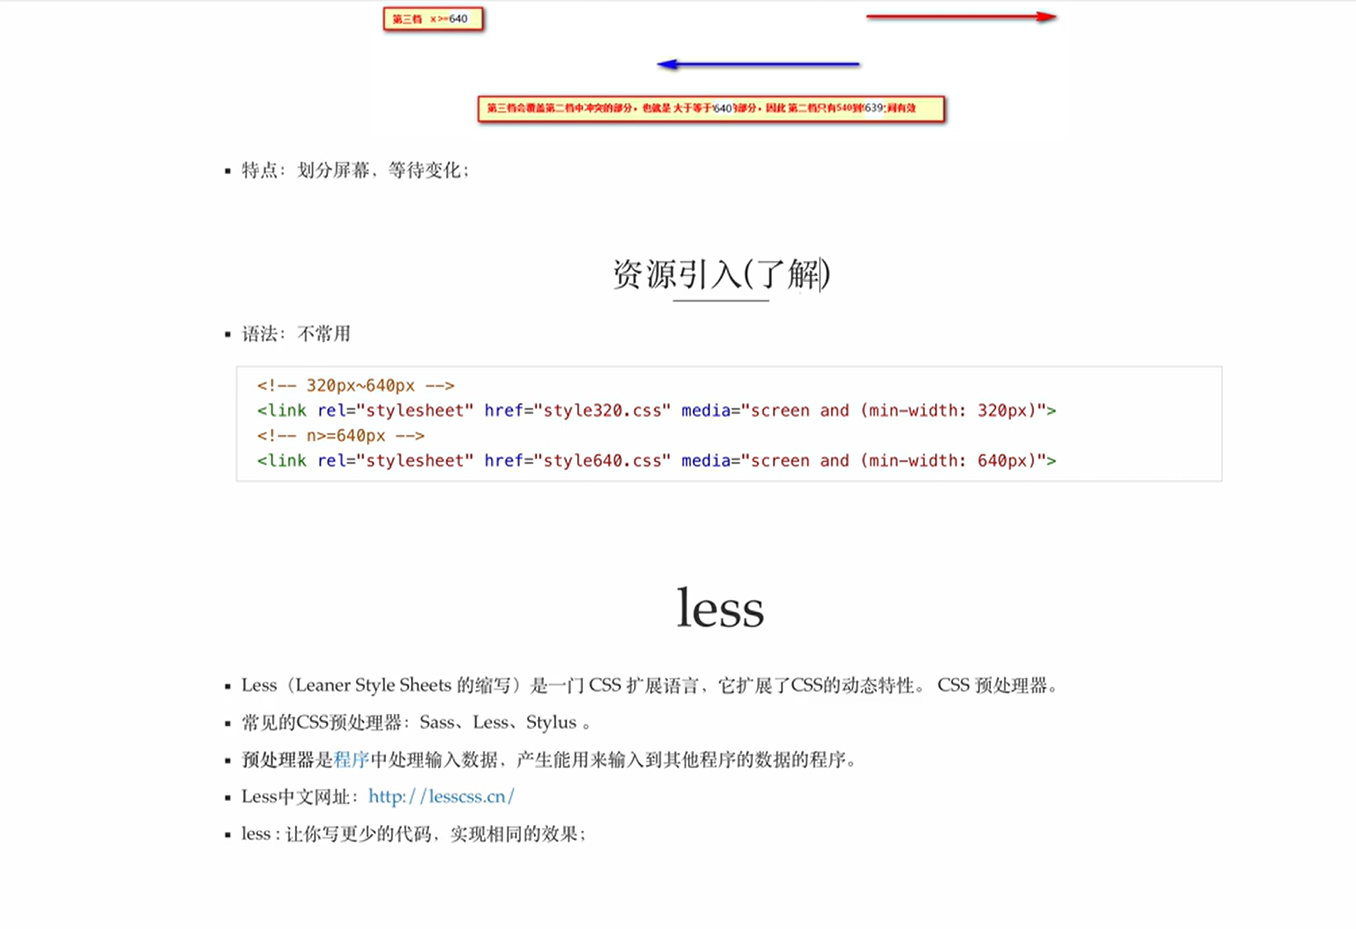 第三档 x>=640
第三档会覆盖第二档中冲突的部分，也就是 大于等于640的部分，因此 第二档只有540到639之间有效
特点：划分屏幕，等待变化；
资源引入(了解)
语法：不常用
<!-- 320px~640px -->
<link rel="stylesheet" href="style320.css" media="screen and (min-width: 320px)">
<!-- n>=640px -->
<link rel="stylesheet" href="style640.css" media="screen and (min-width: 640px)">
less
Less（Leaner Style Sheets 的缩写）是一门 CSS 扩展语言，它扩展了CSS的动态特性。 CSS 预处理器。
常见的CSS预处理器：Sass、Less、Stylus 。
预处理器是程序中处理输入数据，产生能用来输入到其他程序的数据的程序。
Less中文网址：http://lesscss.cn/
less : 让你写更少的代码，实现相同的效果；